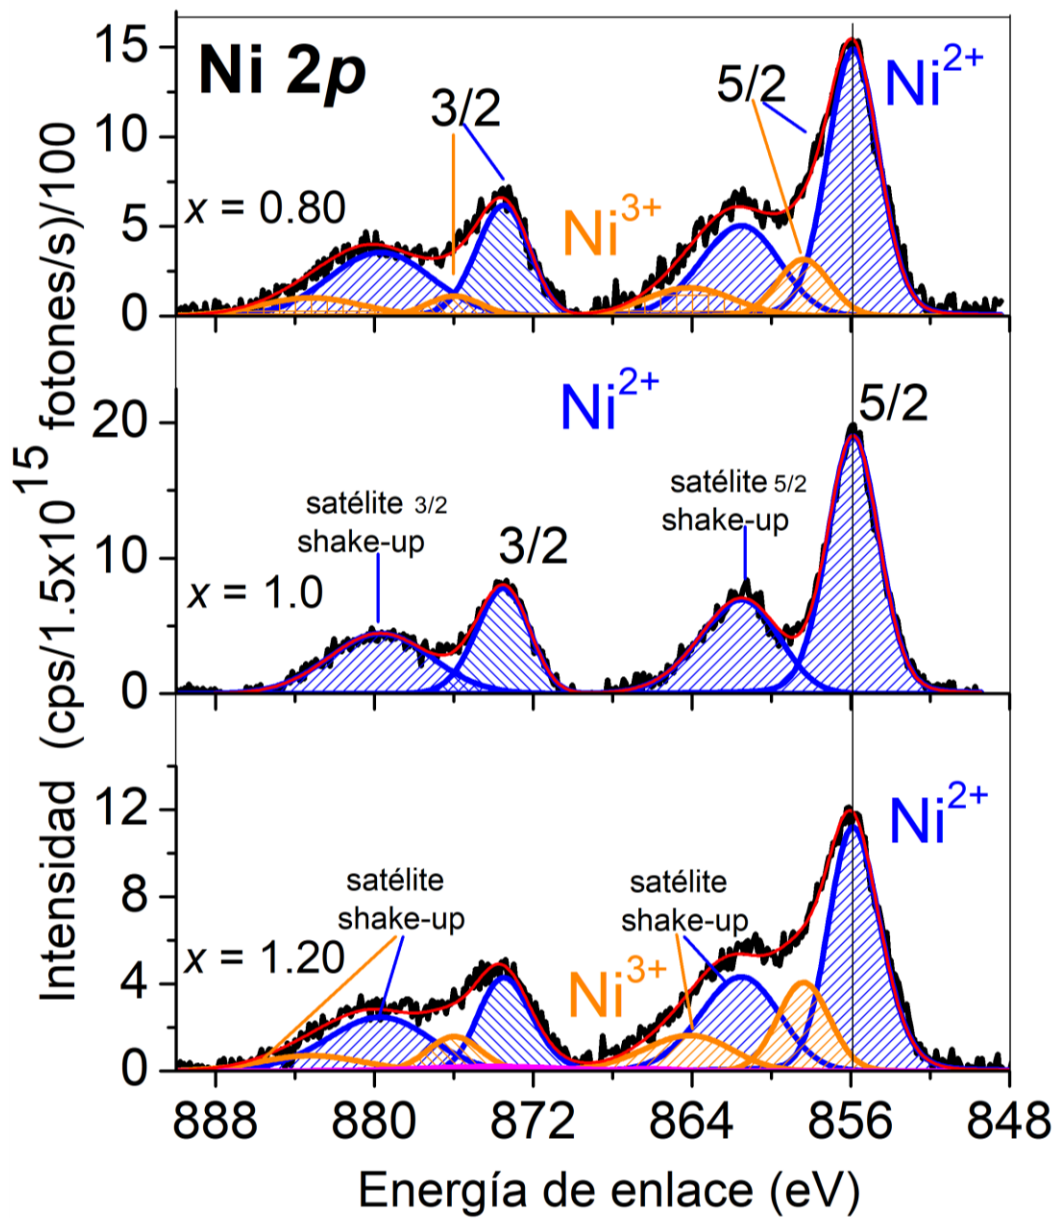 Ni 2p
3/2
5/2
Ni²⁺
x = 0.80
Ni³⁺
15
10
5
0
Ni²⁺
5/2
satélite 3/2
shake-up
3/2
satélite 5/2
shake-up
x = 1.0
20
10
0
Ni²⁺
satélite
shake-up
satélite
shake-up
x = 1.20
Ni³⁺
12
8
4
0
888 880 872 864 856 848
Energía de enlace (eV)
Intensidad (cps/1.5x10¹⁵ fotones/s)/100